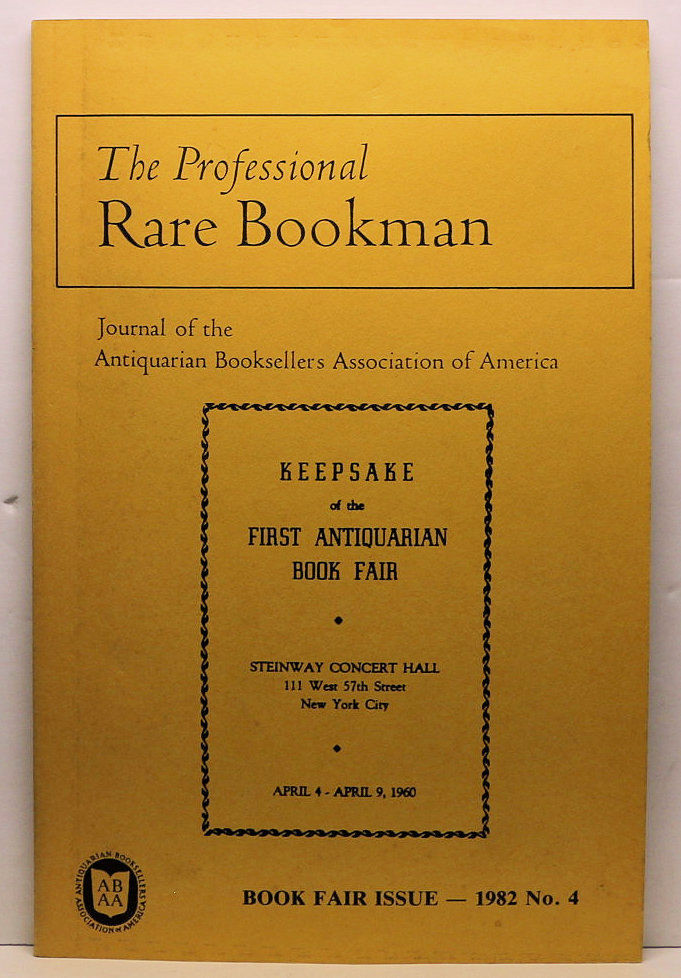 The Professional
Rare Bookman
Journal of the
Antiquarian Booksellers Association of America
KEEPSAKE
of the
FIRST ANTIQUARIAN
BOOK FAIR
STEINWAY CONCERT HALL
111 West 57th Street
New York City
APRIL 4 - APRIL 9, 1960
ANTIQUARIAN BOOKSELLERS ASSOCIATION OF AMERICA
AB
AA
BOOK FAIR ISSUE — 1982 No. 4